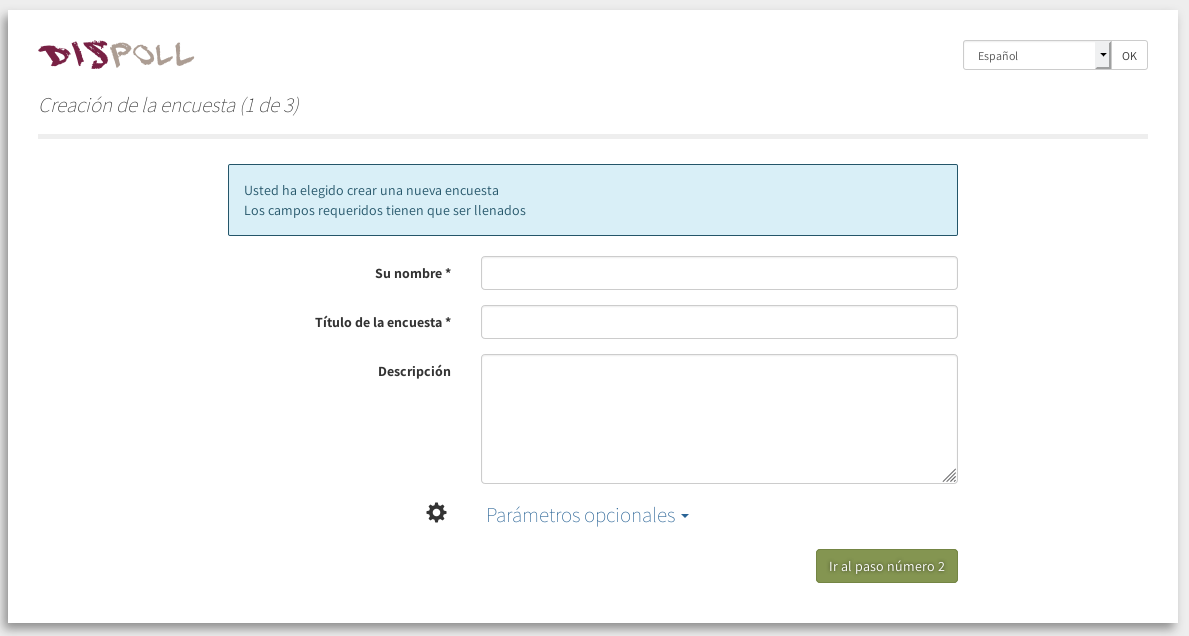 DISPOLL
Español
OK
Creación de la encuesta (1 de 3)
Usted ha elegido crear una nueva encuesta
Los campos requeridos tienen que ser llenados
Su nombre *
Título de la encuesta *
Descripción
Parámetros opcionales
Ir al paso número 2